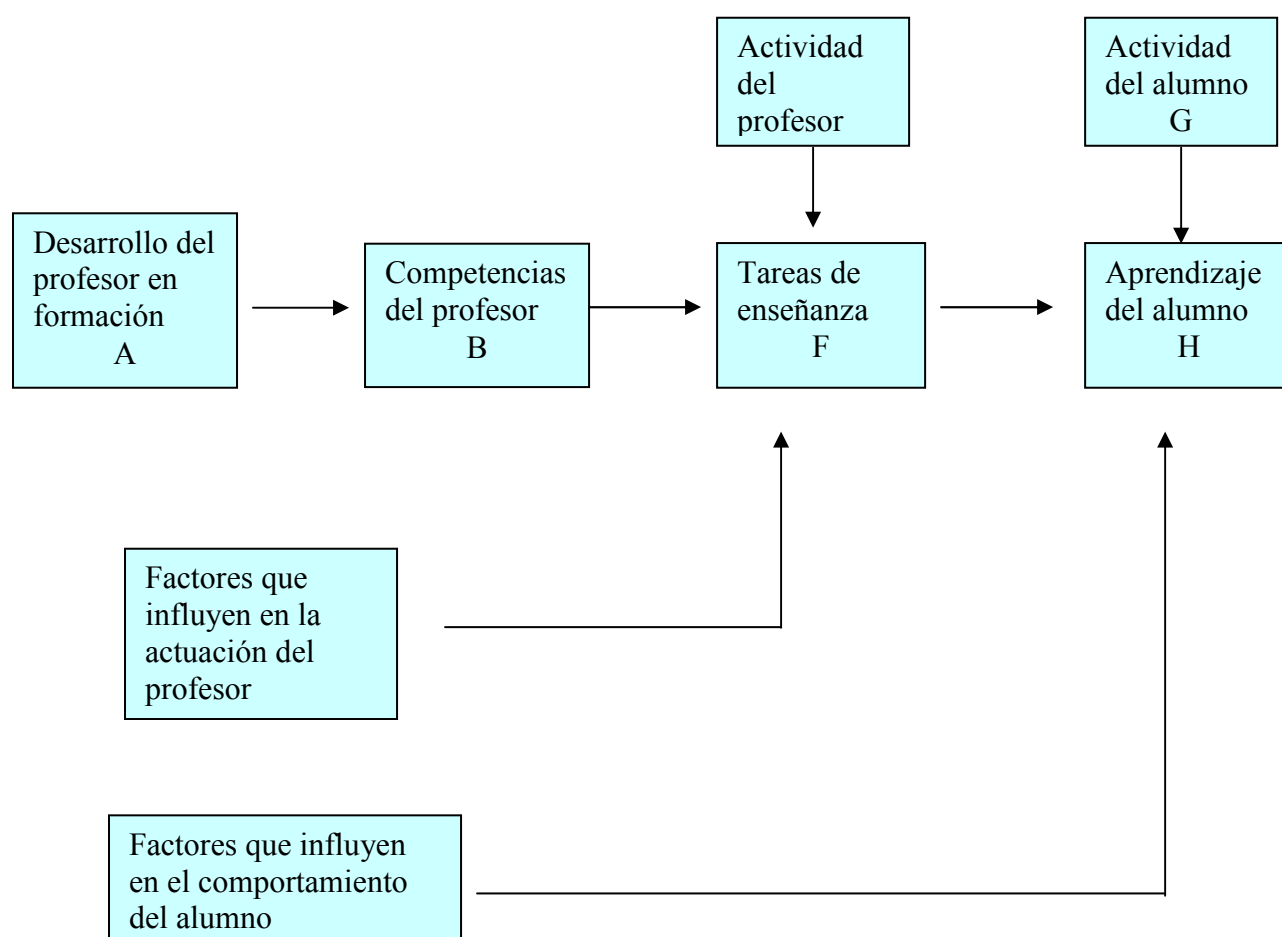 Actividad
del
profesor
Actividad
del alumno
G
Desarrollo del
profesor en
formación
A
Competencias
del profesor
B
Tareas de
enseñanza
F
Aprendizaje
del alumno
H
Factores que
influyen en la
actuación del
profesor
Factores que influyen
en el comportamiento
del alumno